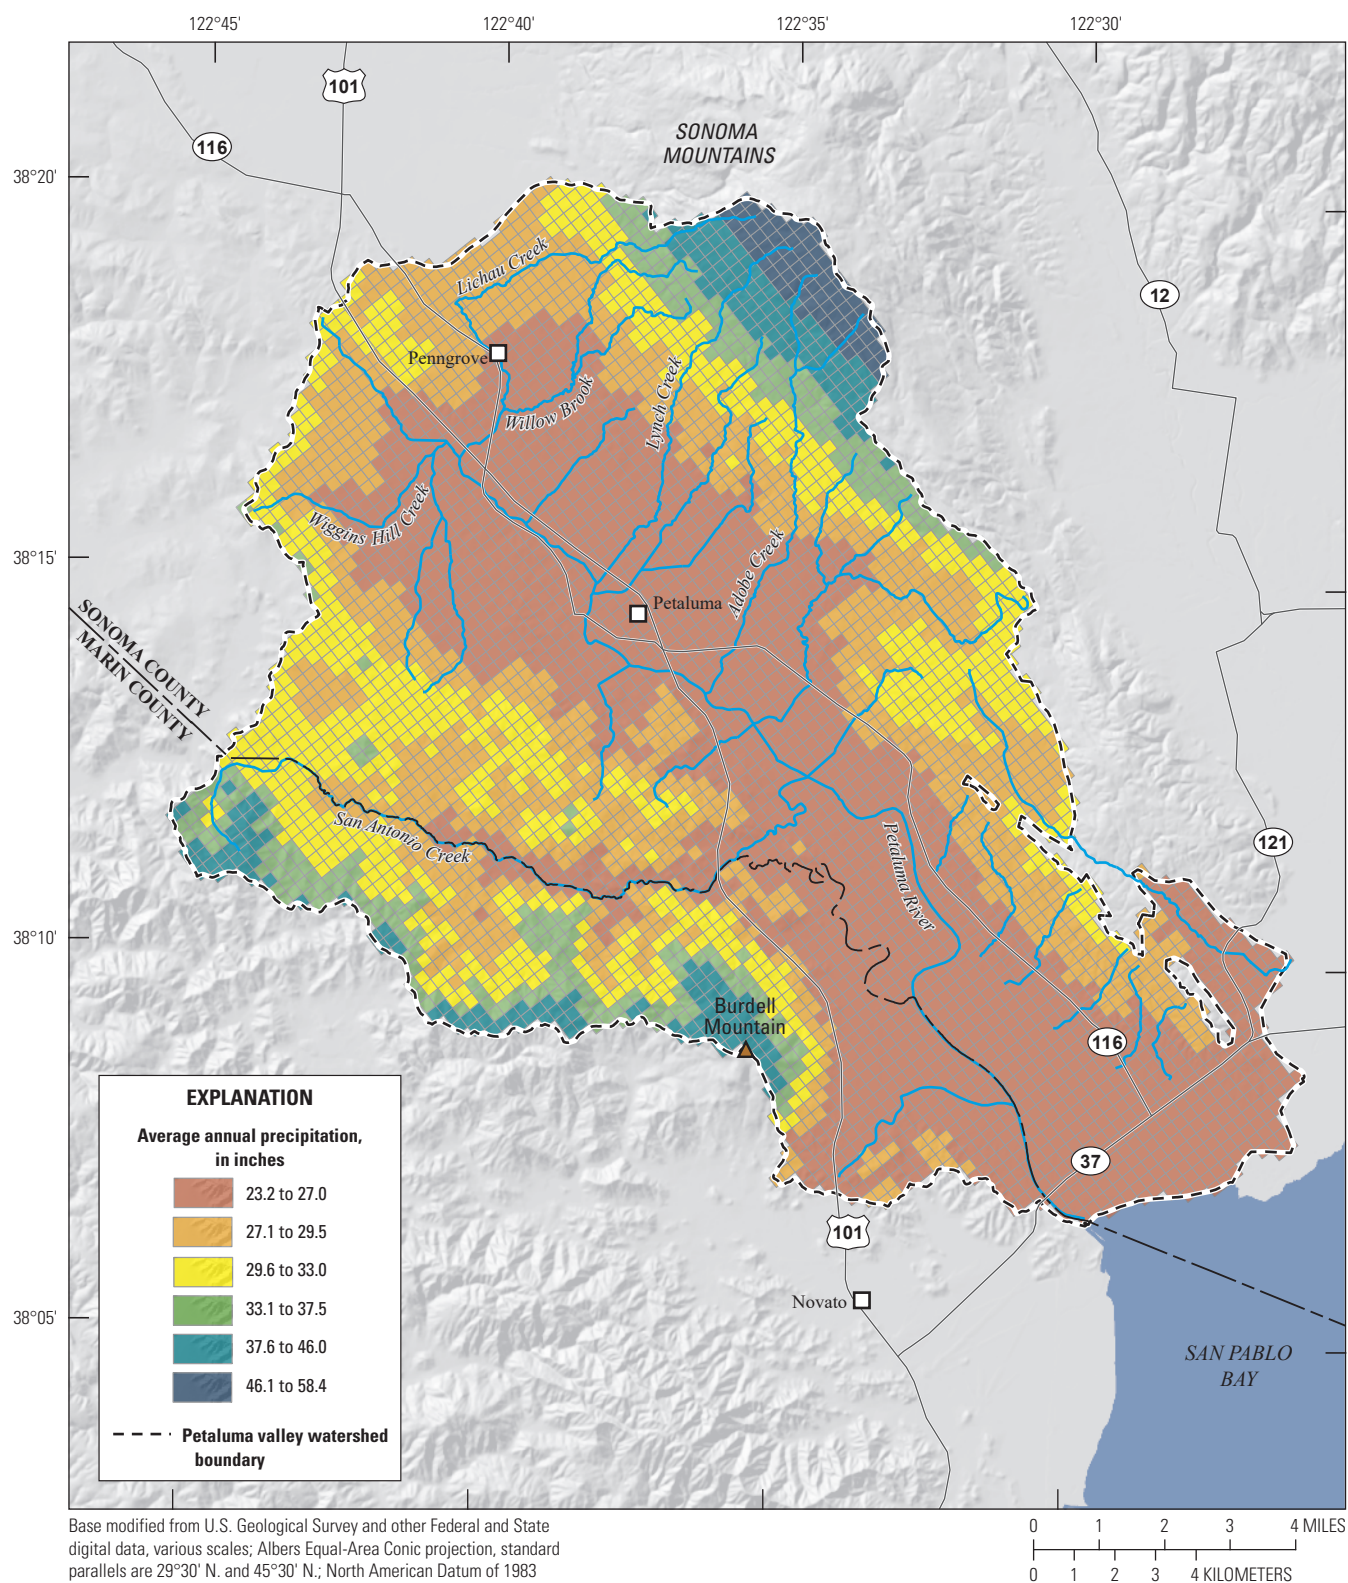 122°45'
122°40'
122°35'
122°30'
101
116
SONOMA
MOUNTAINS
38°20'
Lichau Creek
12
Penngrove
Willow Brook
Lynch Creek
Wiggins Hill Creek
38°15'
Adobe Creek
Petaluma
SONOMA COUNTY
MARIN COUNTY
San Antonio Creek
Petaluma River
121
38°10'
Burdell
Mountain
116
37
101
Novato
38°05'
SAN PABLO
BAY
EXPLANATION
Average annual precipitation,
in inches
23.2 to 27.0
27.1 to 29.5
29.6 to 33.0
33.1 to 37.5
37.6 to 46.0
46.1 to 58.4
Petaluma valley watershed
boundary
Base modified from U.S. Geological Survey and other Federal and State
digital data, various scales; Albers Equal-Area Conic projection, standard
parallels are 29°30' N. and 45°30' N.; North American Datum of 1983
0 1 2 3 4 MILES
0 1 2 3 4 KILOMETERS